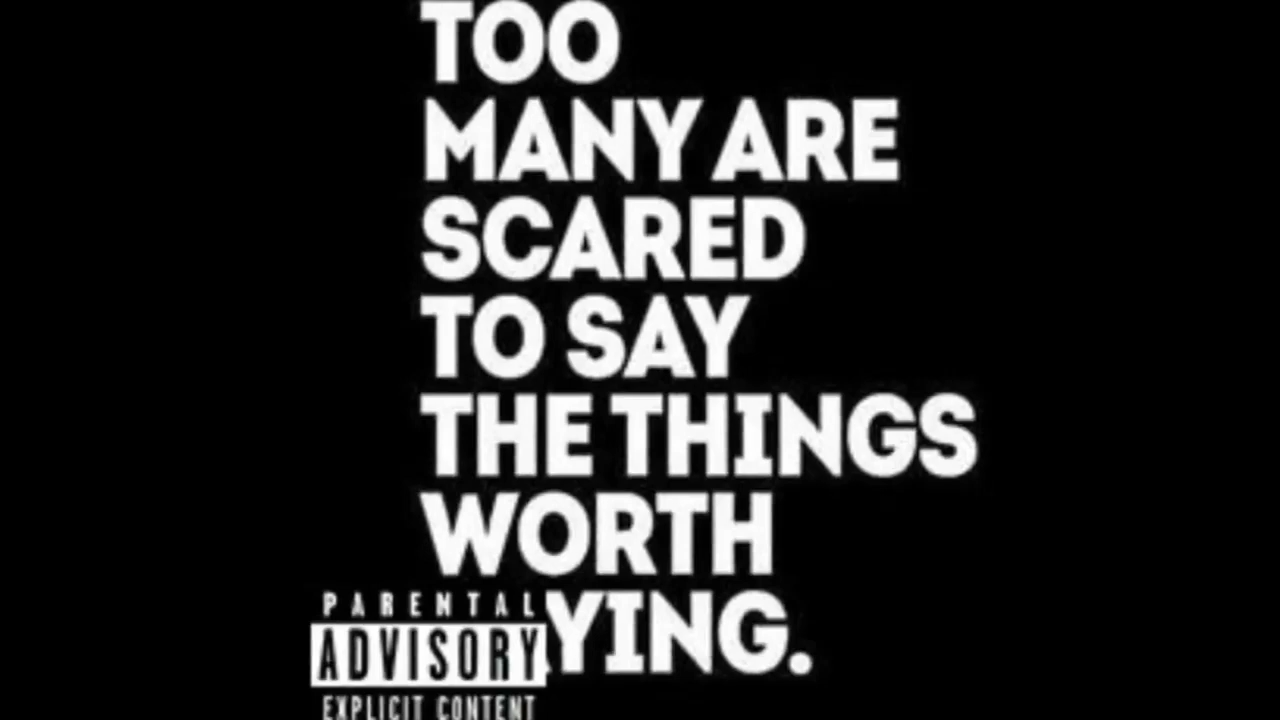 TOO
MANY ARE
SCARED
TO SAY
THE THINGS
WORTH
YING.
PARENTAL
ADVISORY
EXPLICIT CONTENT